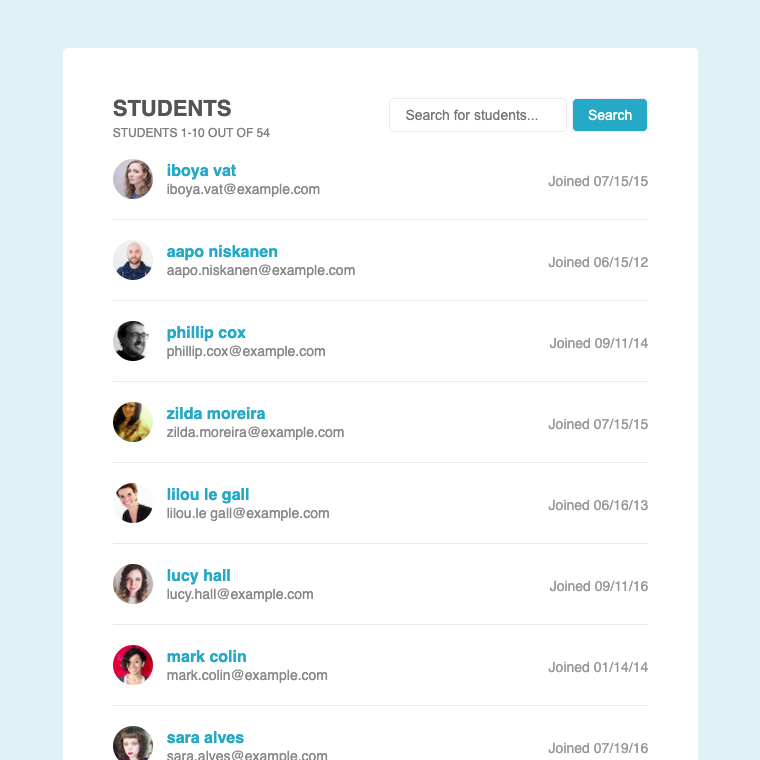 STUDENTS
Search for students...
Search
STUDENTS 1-10 OUT OF 54
iboya vat
iboya.vat@example.com
Joined 07/15/15
aapo niskanen
aapo.niskanen@example.com
Joined 06/15/12
phillip cox
phillip.cox@example.com
Joined 09/11/14
zilda moreira
zilda.moreira@example.com
Joined 07/15/15
lilou le gall
lilou.le gall@example.com
Joined 06/16/13
lucy hall
lucy.hall@example.com
Joined 09/11/16
mark colin
mark.colin@example.com
Joined 01/14/14
sara alves
sara.alves@example.com
Joined 07/19/16